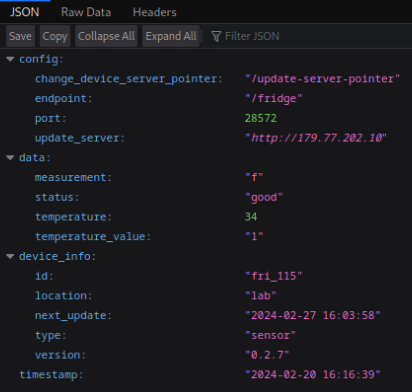 JSON Raw Data Headers
Save Copy Collapse All Expand All Filter JSON
config:
change_device_server_pointer: "/update-server-pointer"
endpoint: "/fridge"
port: 28572
update_server: "http://179.77.202.10"
data:
measurement: "f"
status: "good"
temperature: 34
temperature_value: "1"
device_info:
id: "fri_115"
location: "lab"
next_update: "2024-02-27 16:03:58"
type: "sensor"
version: "0.2.7"
timestamp: "2024-02-20 16:16:39"